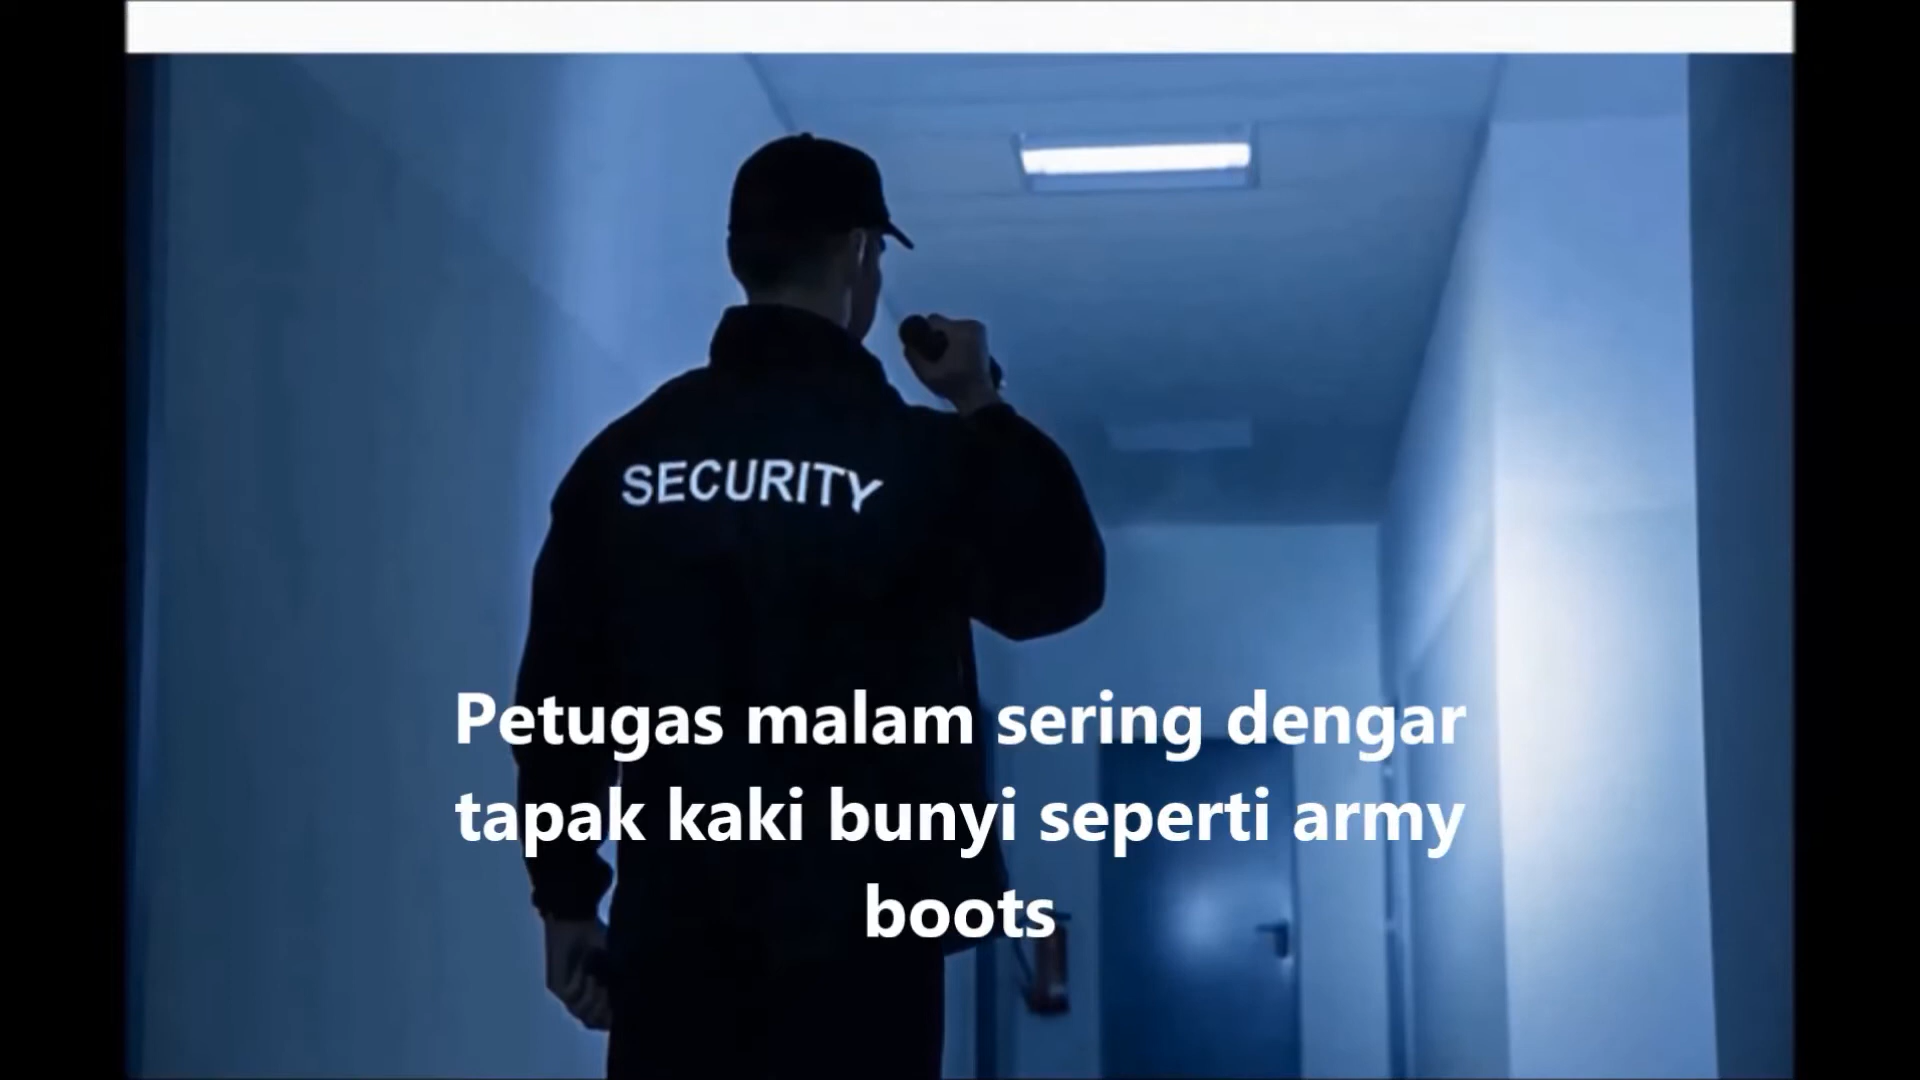 SECURITY
Petugas malam sering dengar
tapak kaki bunyi seperti army
boots